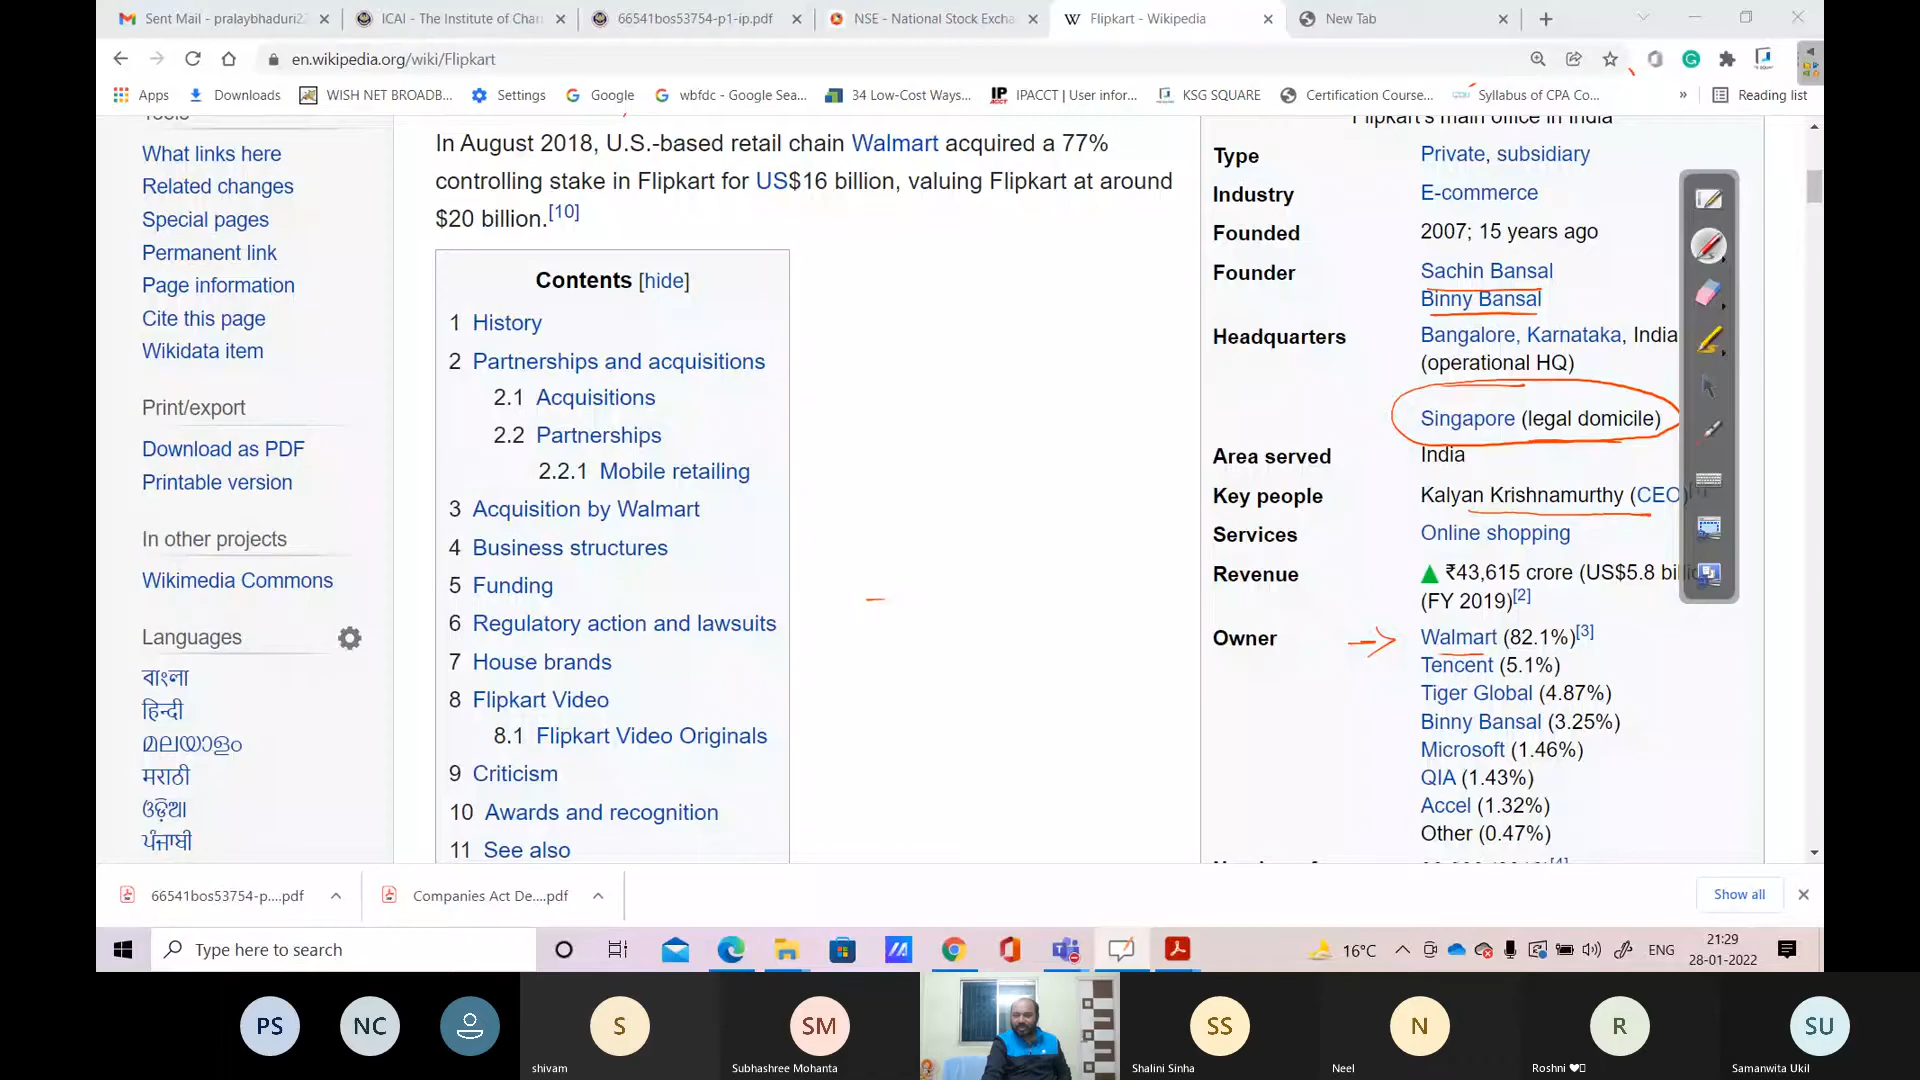 Sent Mail - pralaybhaduri2
ICAI - The Institute of Char
66541bos53754-p1-ip.pdf
NSE - National Stock Excha
Flipkart - Wikipedia
New Tab
en.wikipedia.org/wiki/Flipkart
Apps
Downloads
WISH NET BROADB...
Settings
Google
wbfdc - Google Sea...
34 Low-Cost Ways...
IPACCT | User infor...
KSG SQUARE
Certification Course...
Syllabus of CPA Co...
»
Reading list
Tools
What links here
Related changes
Special pages
Permanent link
Page information
Cite this page
Wikidata item
Print/export
Download as PDF
Printable version
In other projects
Wikimedia Commons
Languages
বাংলা
हिन्दी
മലയാളം
मराठी
ଓଡ଼ିଆ
ਪੰਜਾਬੀ
In August 2018, U.S.-based retail chain Walmart acquired a 77%
controlling stake in Flipkart for US$16 billion, valuing Flipkart at around
$20 billion.[10]
Contents [hide]
1 History
2 Partnerships and acquisitions
2.1 Acquisitions
2.2 Partnerships
2.2.1 Mobile retailing
3 Acquisition by Walmart
4 Business structures
5 Funding
6 Regulatory action and lawsuits
7 House brands
8 Flipkart Video
8.1 Flipkart Video Originals
9 Criticism
10 Awards and recognition
11 See also
Flipkart's main office in India
Type Private, subsidiary
Industry E-commerce
Founded 2007; 15 years ago
Founder Sachin Bansal
Binny Bansal
Headquarters Bangalore, Karnataka, India
(operational HQ)
Singapore (legal domicile)
Area served India
Key people Kalyan Krishnamurthy (CEO)
Services Online shopping
Revenue ₹43,615 crore (US$5.8 billio
(FY 2019)[2]
Owner Walmart (82.1%)[3]
Tencent (5.1%)
Tiger Global (4.87%)
Binny Bansal (3.25%)
Microsoft (1.46%)
QIA (1.43%)
Accel (1.32%)
Other (0.47%)
66541bos53754-p....pdf
Companies Act De....pdf
Show all
Type here to search
16°C
ENG
21:29
28-01-2022
PS
NC
S
shivam
SM
Subhashree Mohanta
SS
Shalini Sinha
N
Neel
R
Roshni
SU
Samanwita Ukil